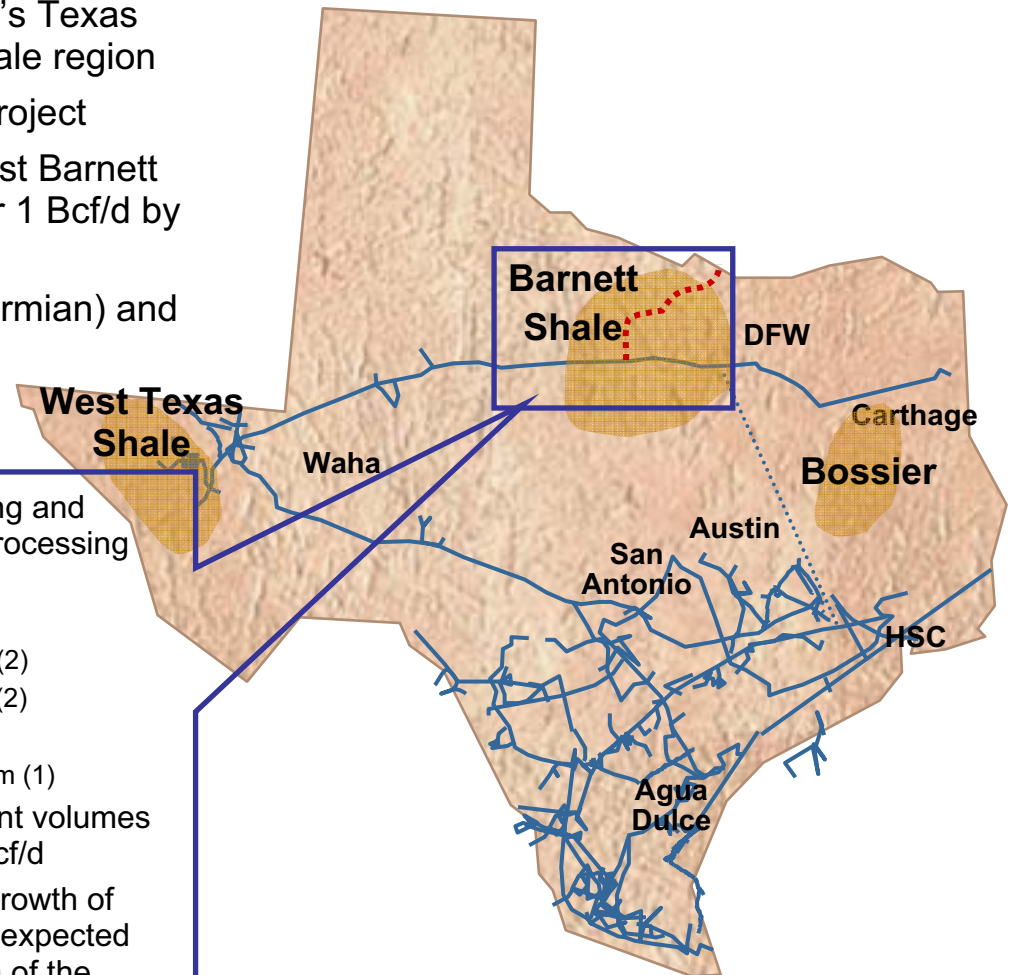 ’s Texas
ale region
roject
st Barnett
r 1 Bcf/d by
rmian) and
ng and
rocessing
(2)
(2)
m (1)
nt volumes
cf/d
rowth of
expected
of the
Barnett
Shale
DFW
West Texas
Shale
Carthage
Waha
Bossier
Austin
San
Antonio
HSC
Agua
Dulce